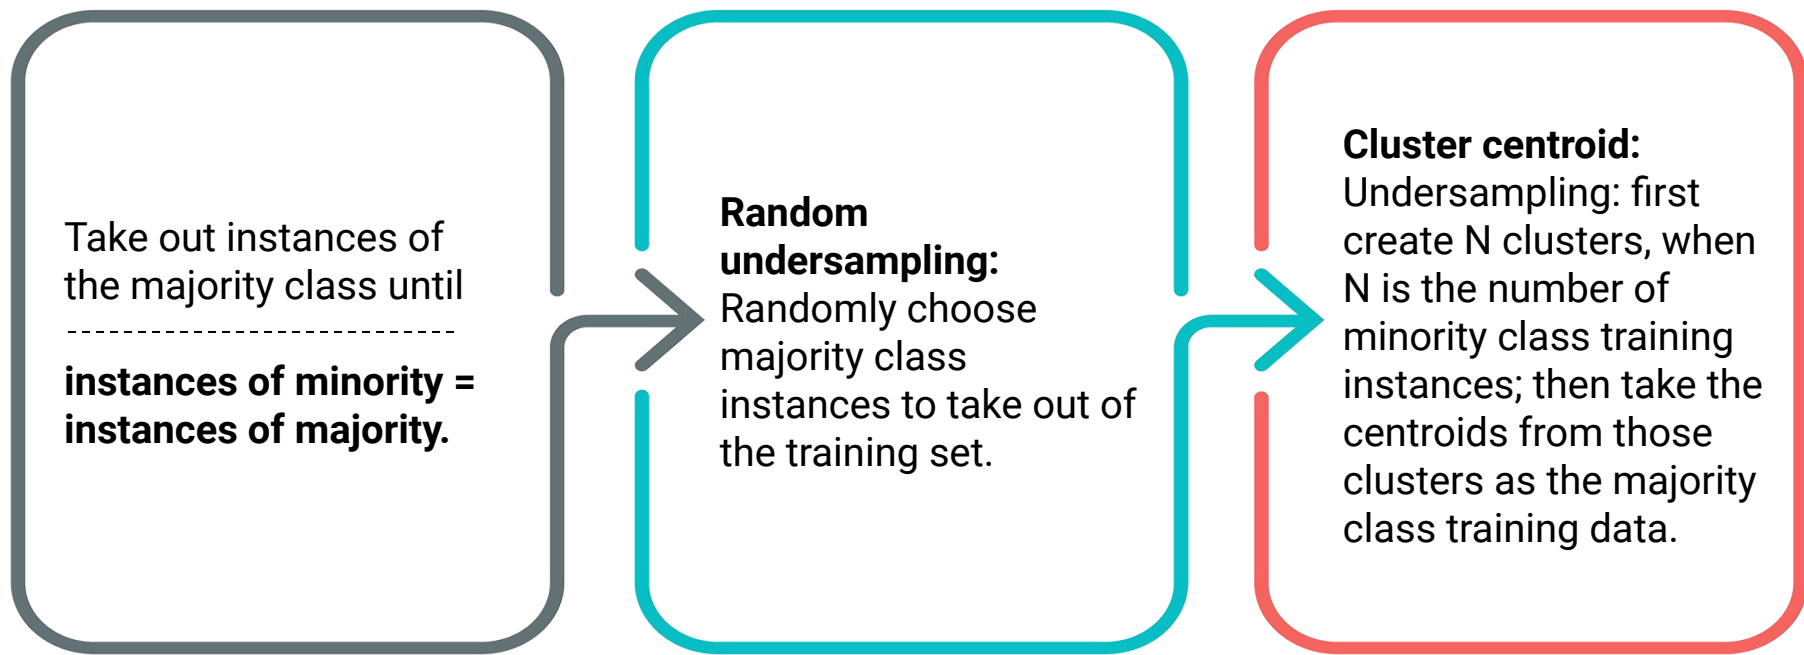 Take out instances of
the majority class until
instances of minority =
instances of majority.
Random
undersampling:
Randomly choose
majority class
instances to take out of
the training set.
Cluster centroid:
Undersampling: first
create N clusters, when
N is the number of
minority class training
instances; then take the
centroids from those
clusters as the majority
class training data.